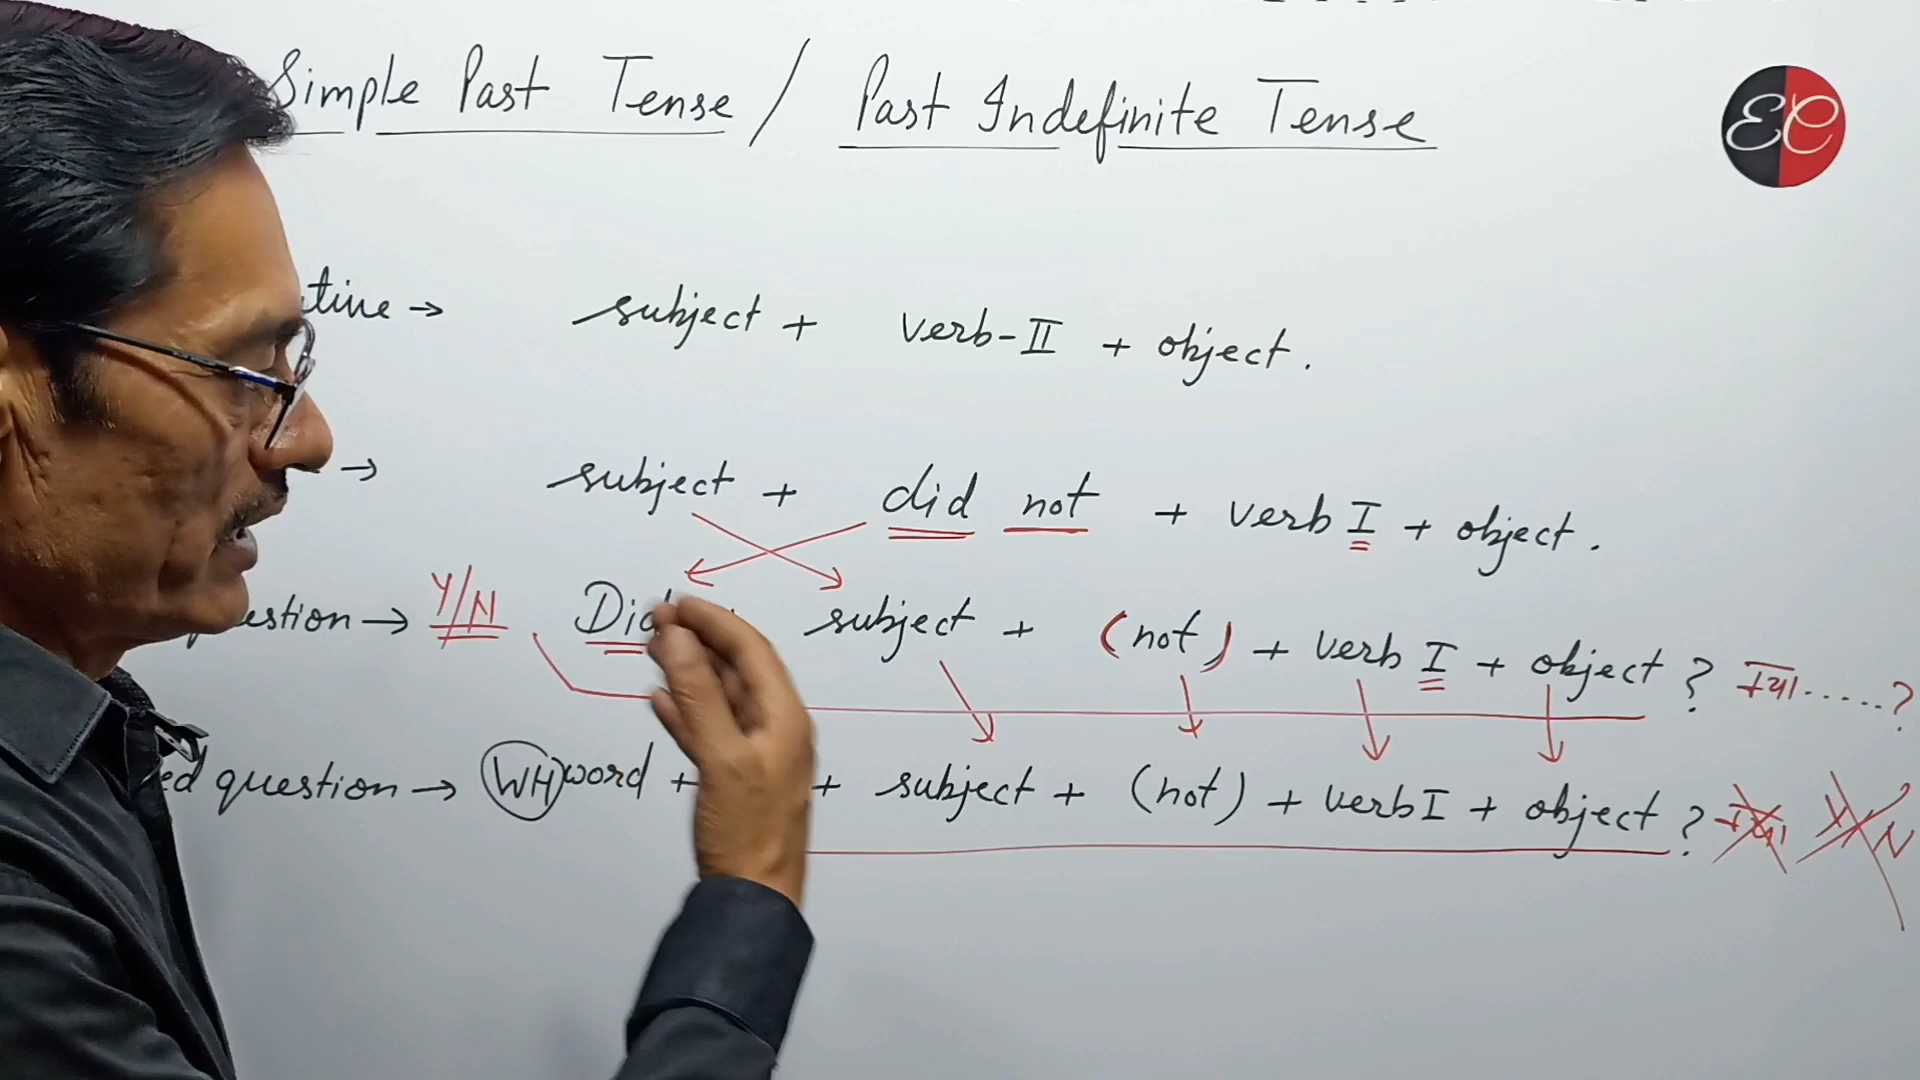 Simple Past Tense / Past Indefinite Tense
EC
tive → subject + verb-II + object.
→ subject + did not + verb I + object.
estion → Y/N Did subject + (not) + verb I + object ? क्या.....?
ed question → WH word + + subject + (not) + verb I + object ? क्या Y/N